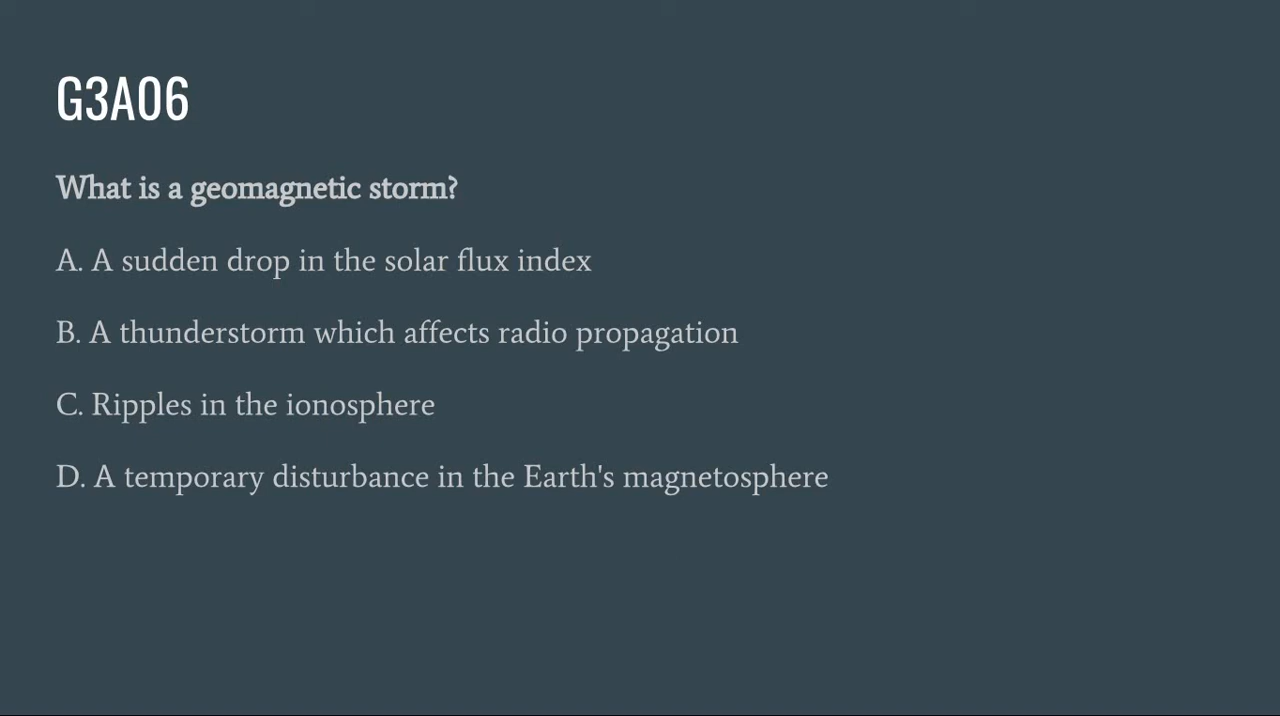 G3A06
What is a geomagnetic storm?
A. A sudden drop in the solar flux index
B. A thunderstorm which affects radio propagation
C. Ripples in the ionosphere
D. A temporary disturbance in the Earth's magnetosphere